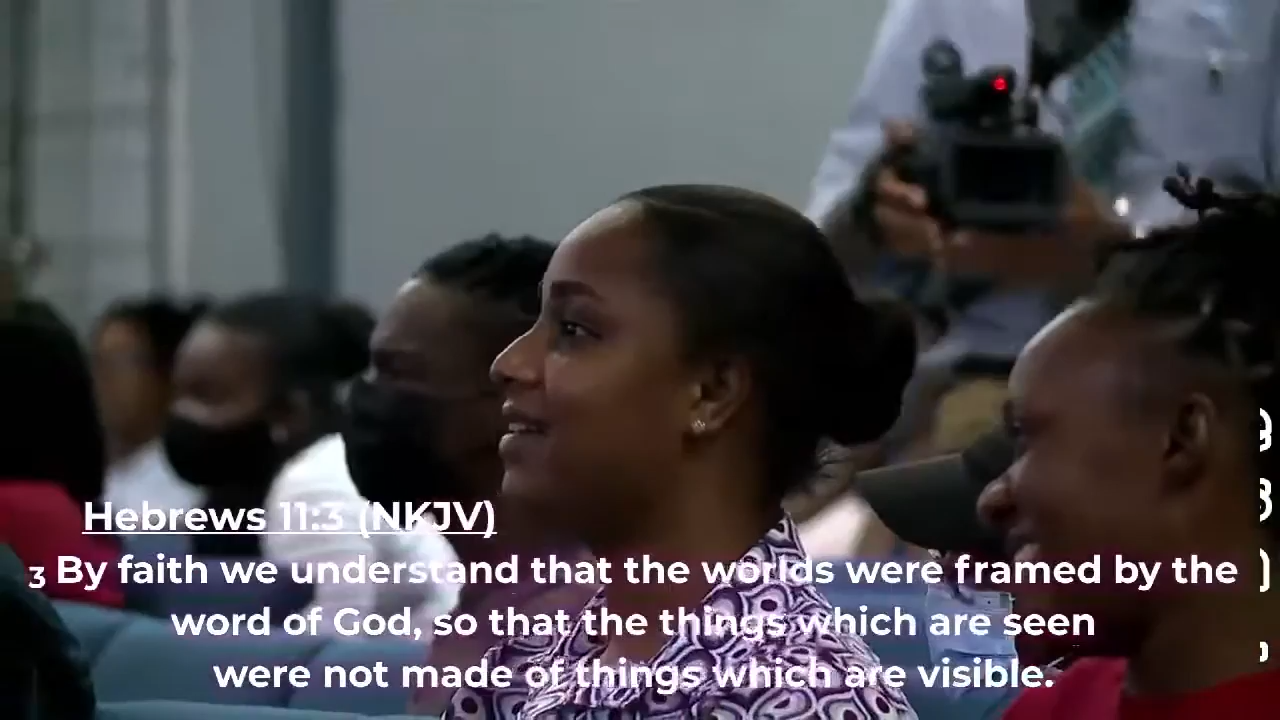 Hebrews 11:3 (NKJV)
3 By faith we understand that the worlds were framed by the
word of God, so that the things which are seen
were not made of things which are visible.